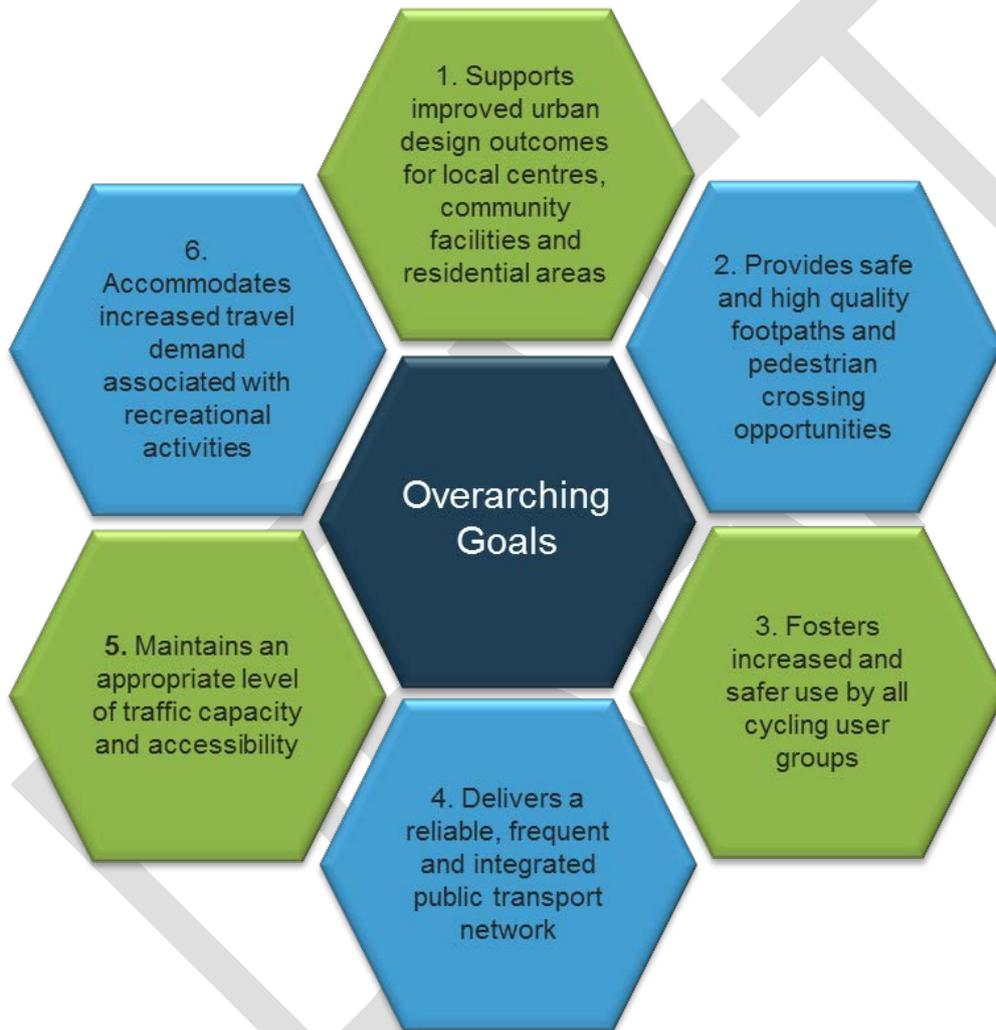 1. Supports
improved urban
design outcomes
for local centres,
community
facilities and
residential areas
2. Provides safe
and high quality
footpaths and
pedestrian
crossing
opportunities
3. Fosters
increased and
safer use by all
cycling user
groups
4. Delivers a
reliable, frequent
and integrated
public transport
network
5. Maintains an
appropriate level
of traffic capacity
and accessibility
6.
Accommodates
increased travel
demand
associated with
recreational
activities
Overarching
Goals